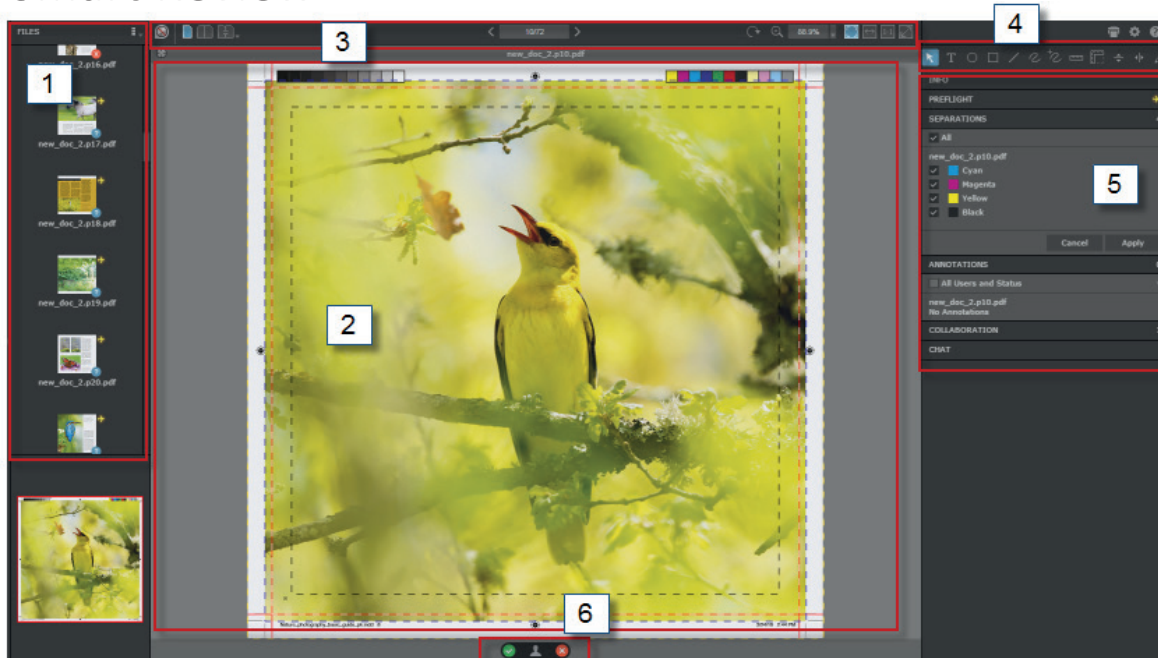 FILES
1
new_doc_2.p16.pdf
new_doc_2.p17.pdf
new_doc_2.p18.pdf
new_doc_2.p19.pdf
new_doc_2.p20.pdf
3
10/72
88.9%
new_doc_2.p10.pdf
2
6
4
INFO
PREFLIGHT
SEPARATIONS
All
new_doc_2.p10.pdf
Cyan
Magenta
Yellow
Black
5
Cancel Apply
ANNOTATIONS
All Users and Status
new_doc_2.p10.pdf
No Annotations
COLLABORATION
CHAT